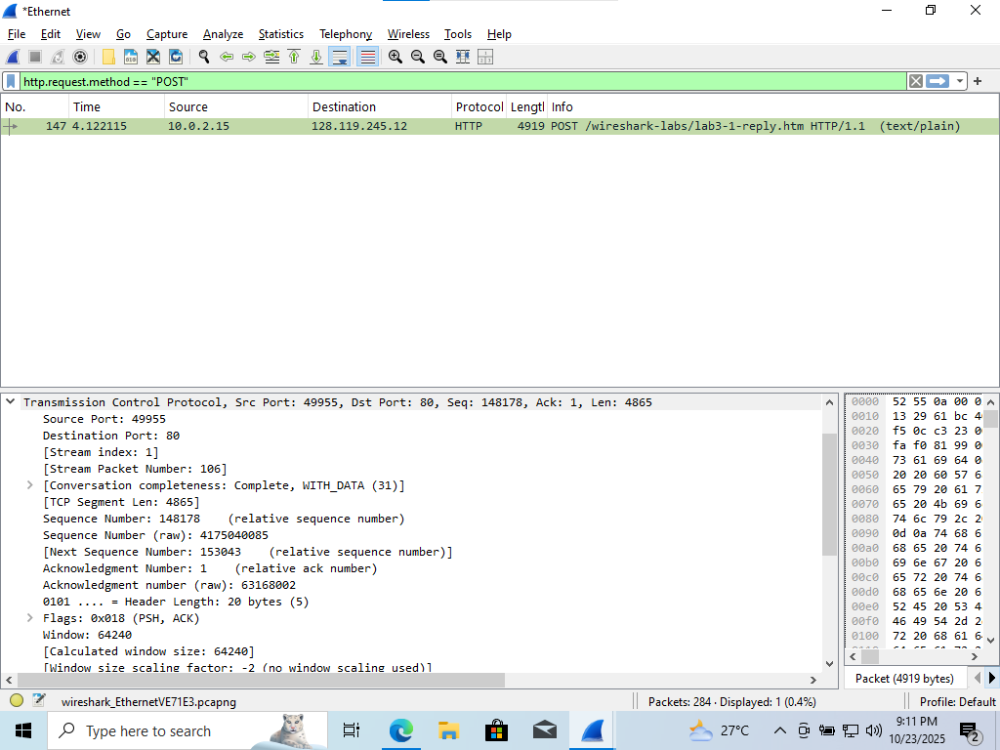 *Ethernet
File Edit View Go Capture Analyze Statistics Telephony Wireless Tools Help
http.request.method == "POST"
No. Time Source Destination Protocol Lengtl Info
147 4.122115 10.0.2.15 128.119.245.12 HTTP 4919 POST /wireshark-labs/lab3-1-reply.htm HTTP/1.1 (text/plain)
Transmission Control Protocol, Src Port: 49955, Dst Port: 80, Seq: 148178, Ack: 1, Len: 4865
Source Port: 49955
Destination Port: 80
[Stream index: 1]
[Stream Packet Number: 106]
[Conversation completeness: Complete, WITH_DATA (31)]
[TCP Segment Len: 4865]
Sequence Number: 148178 (relative sequence number)
Sequence Number (raw): 4175040085
[Next Sequence Number: 153043 (relative sequence number)]
Acknowledgment Number: 1 (relative ack number)
Acknowledgment number (raw): 63168002
0101 .... = Header Length: 20 bytes (5)
Flags: 0x018 (PSH, ACK)
Window: 64240
[Calculated window size: 64240]
[Window size scaling factor: -2 (no window scaling used)]
0000 52 55 0a 00 0
0010 13 29 61 bc 4
0020 f5 0c c3 23 0
0030 fa f0 81 99 0
0040 73 61 69 64 0
0050 20 20 60 57 6
0060 65 79 20 61 7
0070 65 20 4b 69 6
0080 74 6c 79 2c 2
0090 0d 0a 74 68 6
00a0 68 65 20 74 6
00b0 69 6e 67 20 6
00c0 65 72 20 74 6
00d0 68 65 6e 20 6
00e0 52 45 20 53 4
00f0 46 49 54 2d 2
0100 72 20 68 61 6
Packet (4919 bytes)
wireshark_EthernetVE71E3.pcapng
Packets: 284 · Displayed: 1 (0.4%)
Profile: Default
Type here to search
27°C
9:11 PM
10/23/2025
2